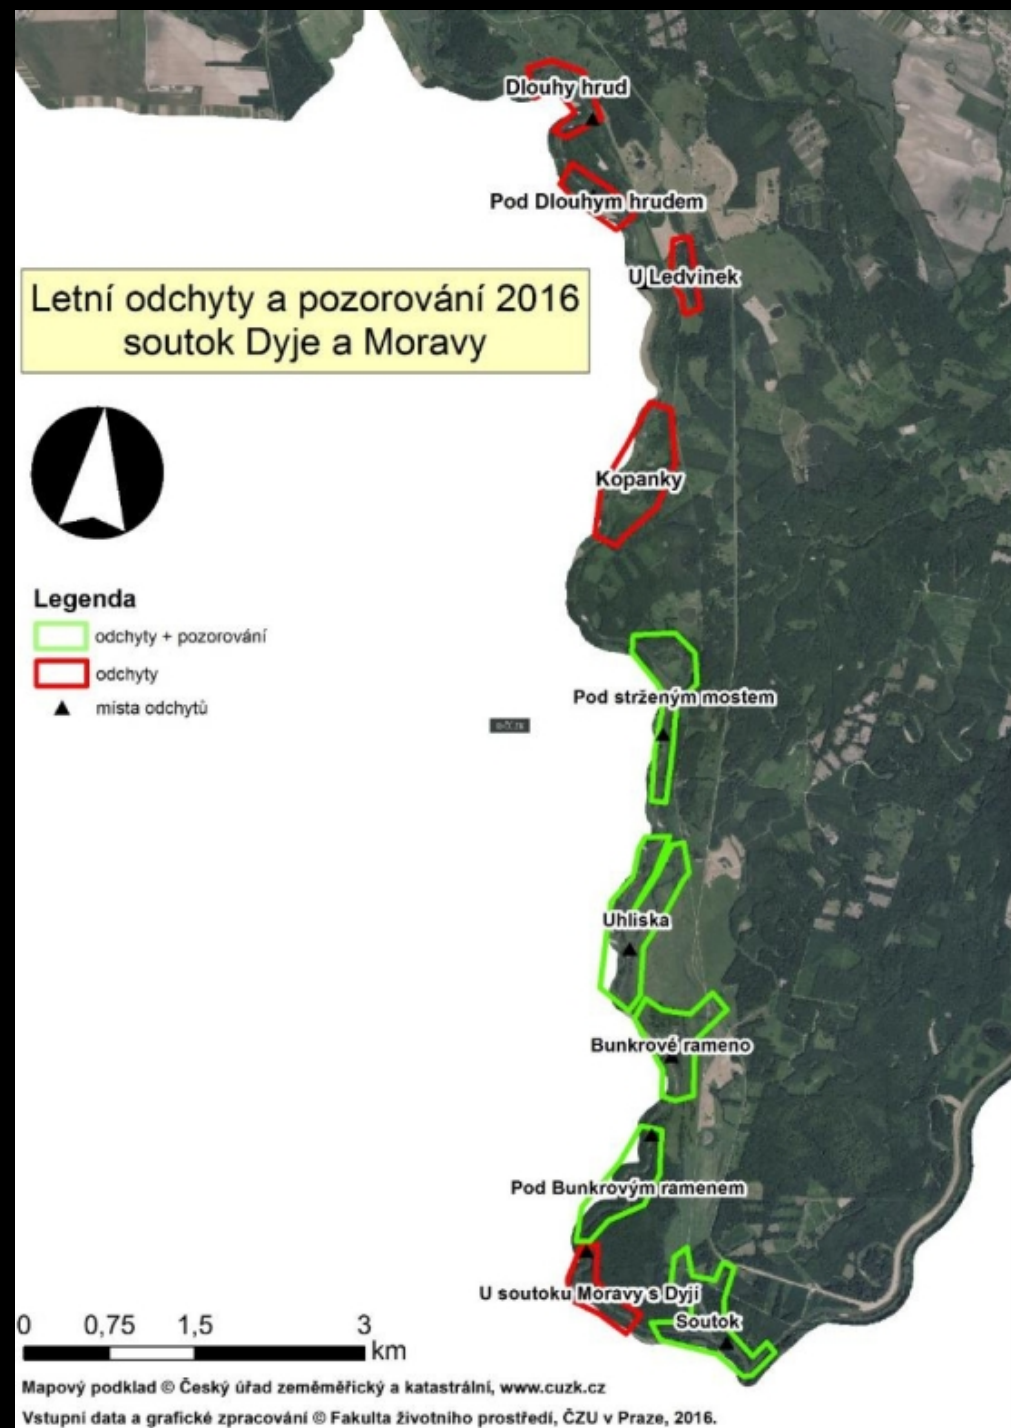 Dlouhy hrud
Pod Dlouhym hrudem
U Ledvinek
Letní odchyty a pozorování 2016
soutok Dyje a Moravy
Kopanky
Legenda
odchyty + pozorování
odchyty
místa odchytů
Pod strženým mostem
Uhliska
Bunkrové rameno
Pod Bunkrovým ramenem
U soutoku Moravy s Dyjí
Soutok
0 0,75 1,5 3
km
Mapový podklad © Český úřad zeměměřický a katastrální, www.cuzk.cz
Vstupní data a grafické zpracování © Fakulta životního prostředí, ČZU v Praze, 2016.